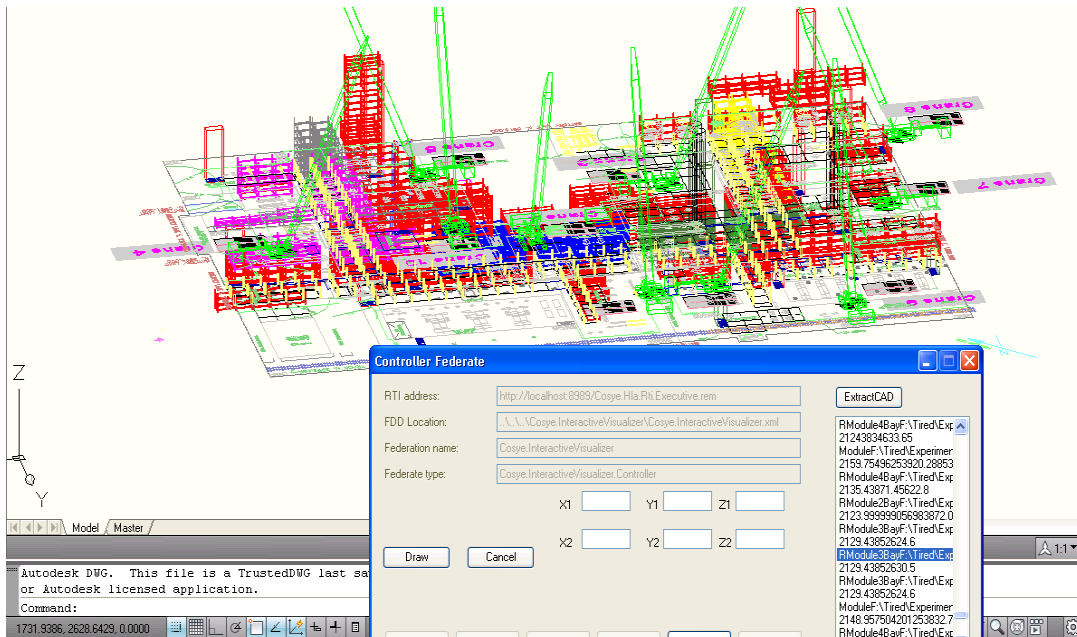 Crane 8
Crane 8
Crane 7
Crane 4
Crane 6
Z
Y
Model
Master
Controller Federate
RTI address:
http://localhost:8989/Cosye.Hla.Rti.Executive.rem
ExtractCAD
FDD Location:
..\..\..\Cosye.InteractiveVisualizer\Cosye.InteractiveVisualizer.xml
Federation name:
Cosye.InteractiveVisualizer
Federate type:
Cosye.InteractiveVisualizer.Controller
X1
Y1
Z1
X2
Y2
Z2
Draw
Cancel
RModule4BayF:\Tired\Exp
21243834633.65
ModuleF:\Tired\Experimen
2159.75496253920.28853
RModule4BayF:\Tired\Exp
2135.43871.45622.8
RModule2BayF:\Tired\Exp
2123.999999056983872.0
RModule3BayF:\Tired\Exp
2129.43852624.6
RModule3BayF:\Tired\Exp
2129.43852630.5
RModule3BayF:\Tired\Exp
2129.43852624.6
ModuleF:\Tired\Experimen
2148.957504201253832.7
RModule4BayF:\Tired\Exp
1:1
Autodesk DWG. This file is a TrustedDWG last sa
or Autodesk licensed application.
Command:
1731.9386, 2628.6429, 0.0000